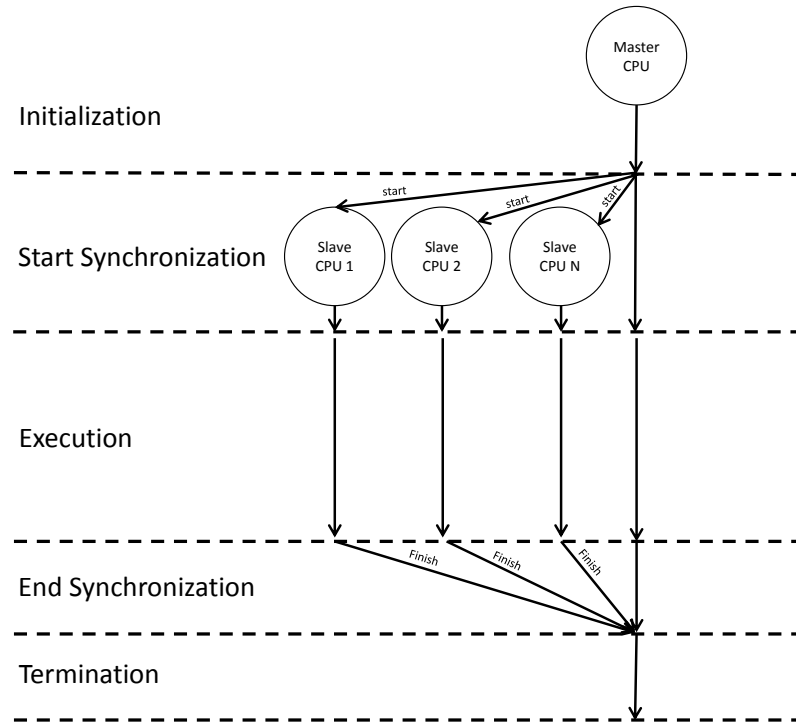 Master
CPU
Initialization
start
start
start
Start Synchronization
Slave
CPU 1
Slave
CPU 2
Slave
CPU N
Execution
Finish
Finish
Finish
End Synchronization
Termination